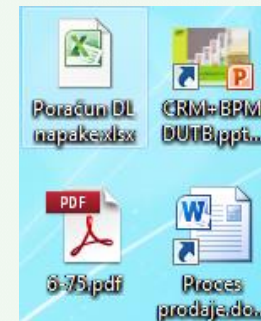 Poračun DL
napake.xlsx
CRM+BPM
DUTB.ppt...
PDF
6-75.pdf
Proces
prodaje.do...